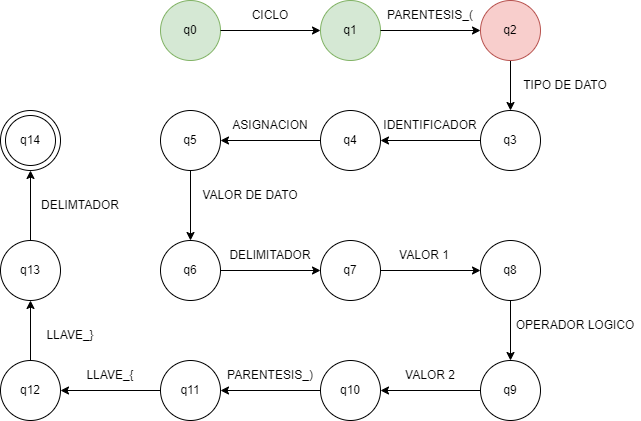 q0
CICLO
q1
PARENTESIS_(
q2
TIPO DE DATO
q14
q5
ASIGNACION
q4
IDENTIFICADOR
q3
DELIMTADOR
VALOR DE DATO
q13
q6
DELIMITADOR
q7
VALOR 1
q8
LLAVE_}
OPERADOR LOGICO
q12
LLAVE_{
q11
PARENTESIS_)
q10
VALOR 2
q9